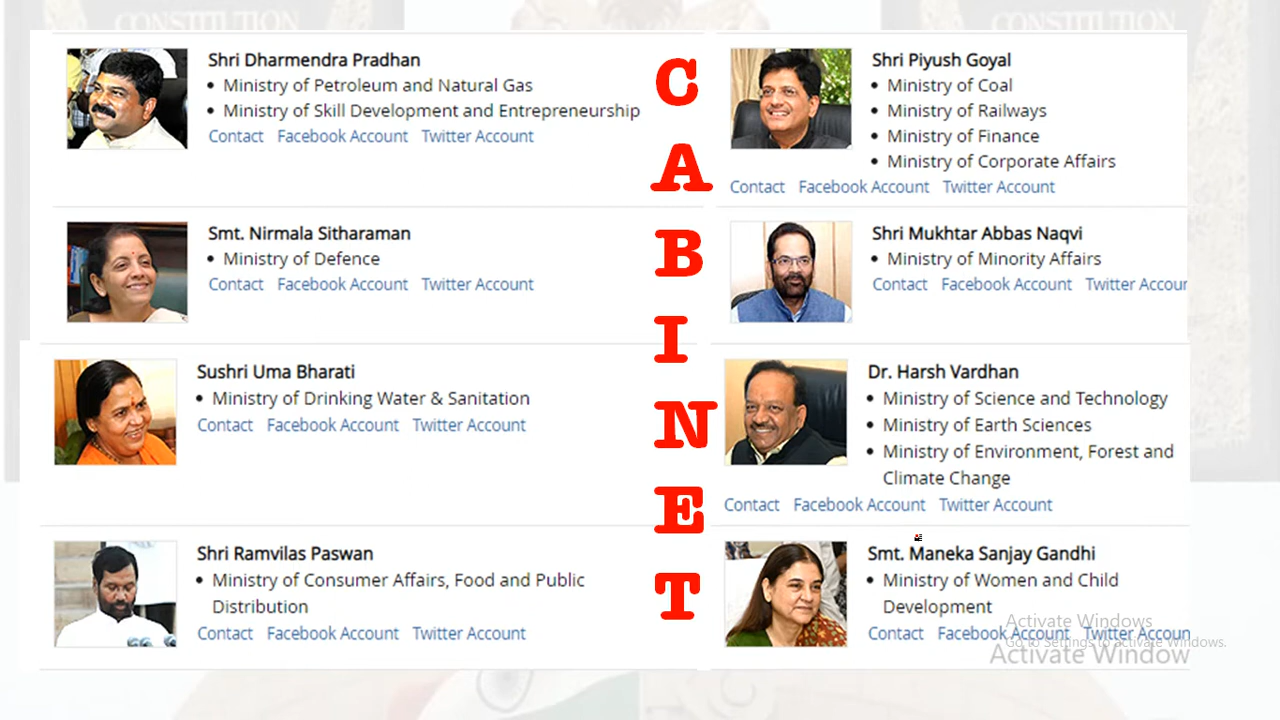 CONSTITUTION
CONSTITUTION
Shri Dharmendra Pradhan
• Ministry of Petroleum and Natural Gas
• Ministry of Skill Development and Entrepreneurship
Contact Facebook Account Twitter Account
Smt. Nirmala Sitharaman
• Ministry of Defence
Contact Facebook Account Twitter Account
Sushri Uma Bharati
• Ministry of Drinking Water & Sanitation
Contact Facebook Account Twitter Account
Shri Ramvilas Paswan
• Ministry of Consumer Affairs, Food and Public
Distribution
Contact Facebook Account Twitter Account
C
A
B
I
N
E
T
Shri Piyush Goyal
• Ministry of Coal
• Ministry of Railways
• Ministry of Finance
• Ministry of Corporate Affairs
Contact Facebook Account Twitter Account
Shri Mukhtar Abbas Naqvi
• Ministry of Minority Affairs
Contact Facebook Account Twitter Accour
Dr. Harsh Vardhan
• Ministry of Science and Technology
• Ministry of Earth Sciences
• Ministry of Environment, Forest and
Climate Change
Contact Facebook Account Twitter Account
Smt. Maneka Sanjay Gandhi
• Ministry of Women and Child
Development
Contact Facebook Account Twitter Accoun
Activate Windows
Go to Settings to activate Windows.
Activate Window